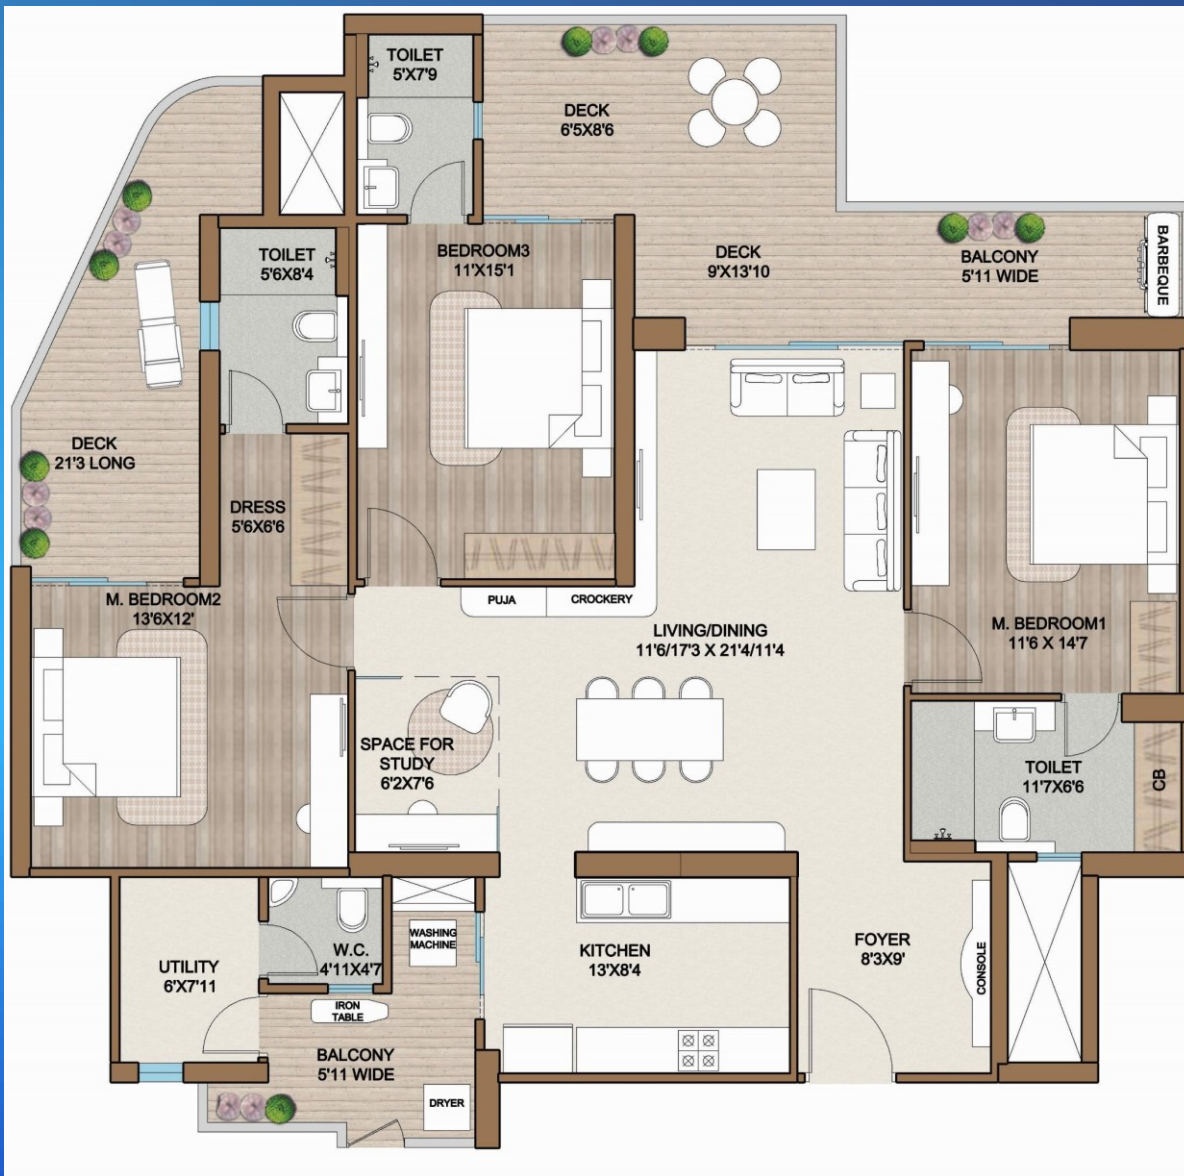 TOILET
5'X7'9
DECK
6'5X8'6
TOILET
5'6X8'4
BEDROOM3
11'X15'1
DECK
9'X13'10
BALCONY
5'11 WIDE
BARBEQUE
DECK
21'3 LONG
DRESS
5'6X6'6
M. BEDROOM2
13'6X12'
PUJA
CROCKERY
LIVING/DINING
11'6/17'3 X 21'4/11'4
M. BEDROOM1
11'6 X 14'7
SPACE FOR
STUDY
6'2X7'6
TOILET
11'7X6'6
CB
UTILITY
6'X7'11
W.C.
4'11X4'7
WASHING
MACHINE
KITCHEN
13'X8'4
FOYER
8'3X9'
CONSOLE
IRON
TABLE
BALCONY
5'11 WIDE
DRYER